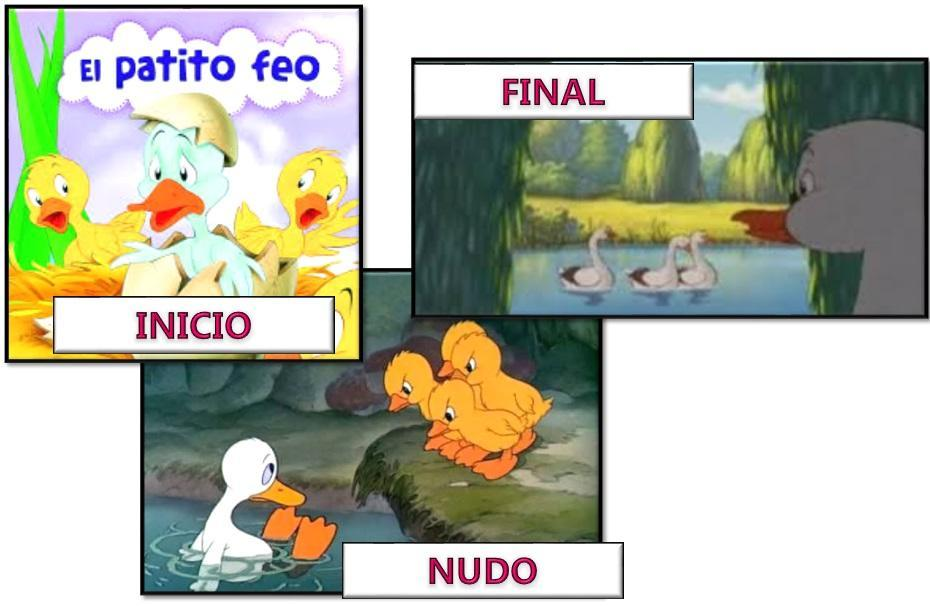 El patito feo
INICIO
NUDO
FINAL